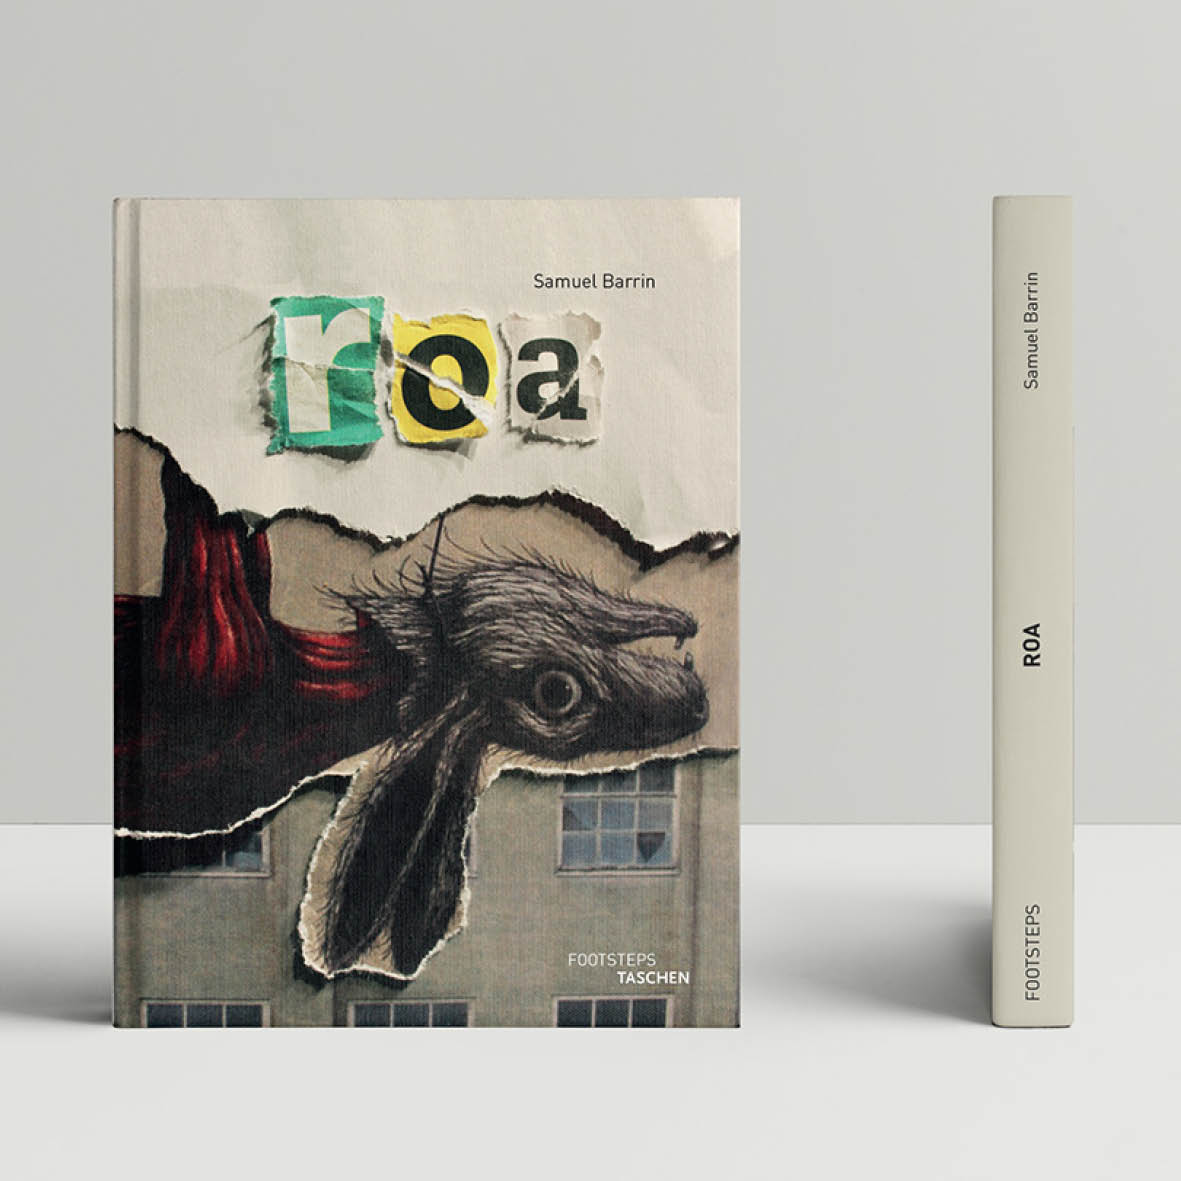 Samuel Barrin
roa
FOOTSTEPS
TASCHEN
Samuel Barrin
ROA
FOOTSTEPS